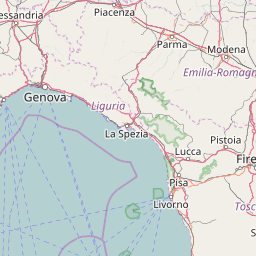 essandria
Piacenza
Parma
Modena
Emilia-Romagn
Genova
Liguria
La Spezia
Lucca
Pistoia
Fire
Pisa
Livorno
Tosc
S